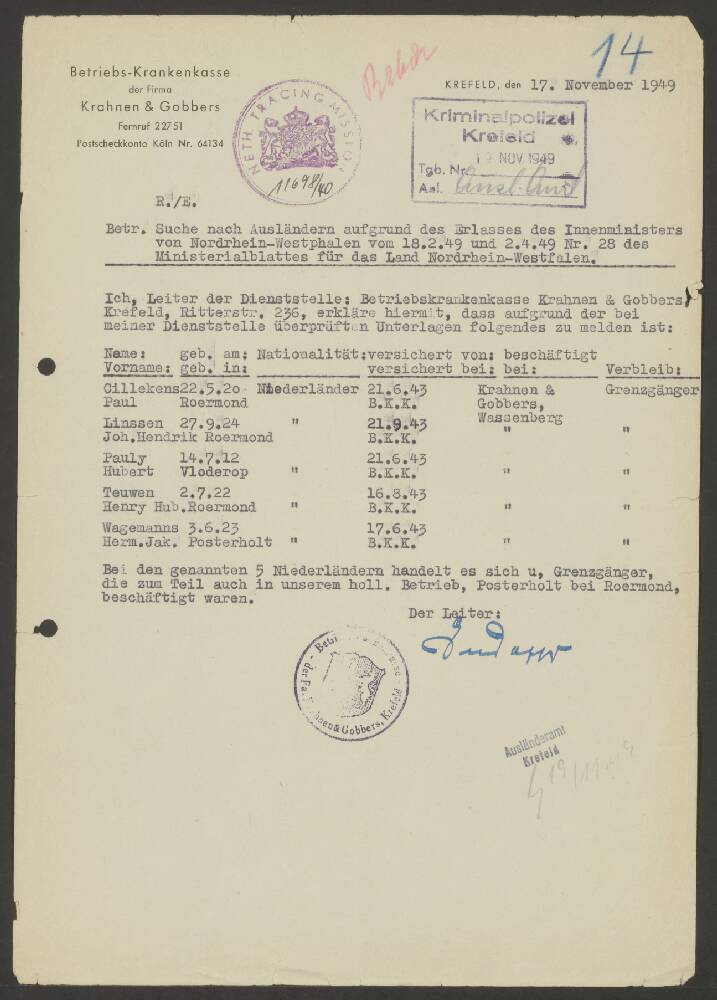 14
Betriebs-Krankenkasse
der Firma
Krahnen & Gobbers
Fernruf 22751
Postscheckkonto Köln Nr. 64134
NETH. TRACING MISSION
11698/40
KREFELD, den 17. November 1949
Kriminalpolizei
Krefeld
NOV 1949
Tgb. Nr.
R./E.
Betr. Suche nach Ausländern aufgrund des Erlasses des Innenministers
von Nordrhein-Westphalen vom 18.2.49 und 2.4.49 Nr. 28 des
Ministerialblattes für das Land Nordrhein-Westfalen.
Ich, Leiter der Dienststelle: Betriebskrankenkasse Krahnen & Gobbers,
Krefeld, Ritterstr. 236, erkläre hiermit, dass aufgrund der bei
meiner Dienststelle überprüften Unterlagen folgendes zu melden ist:
Name: geb. am: Nationalität: versichert von: beschäftigt
Vorname: geb. in: versichert bei: bei: Verbleib:
Cillekens 22.5.20 Niederländer 21.6.43 Krahnen & Grenzgänger
Paul Roermond B.K.K. Gobbers,
Wassenberg
Linssen 27.9.24 " 21.9.43
Joh.Hendrik Roermond B.K.K. " "
Pauly 14.7.12 21.6.43
Hubert Vloderop " B.K.K. " "
Teuwen 2.7.22 16.8.43
Henry Hub. Roermond " B.K.K. " "
Wagemanns 3.6.23 17.6.43
Herm.Jak. Posterholt " B.K.K. " "
Bei den genannten 5 Niederländern handelt es sich u, Grenzgänger,
die zum Teil auch in unserem holl. Betrieb, Posterholt bei Roermond,
beschäftigt waren.
Der Leiter:
der Fa. Gobbers, Krefeld
Ausländeramt
Krefeld